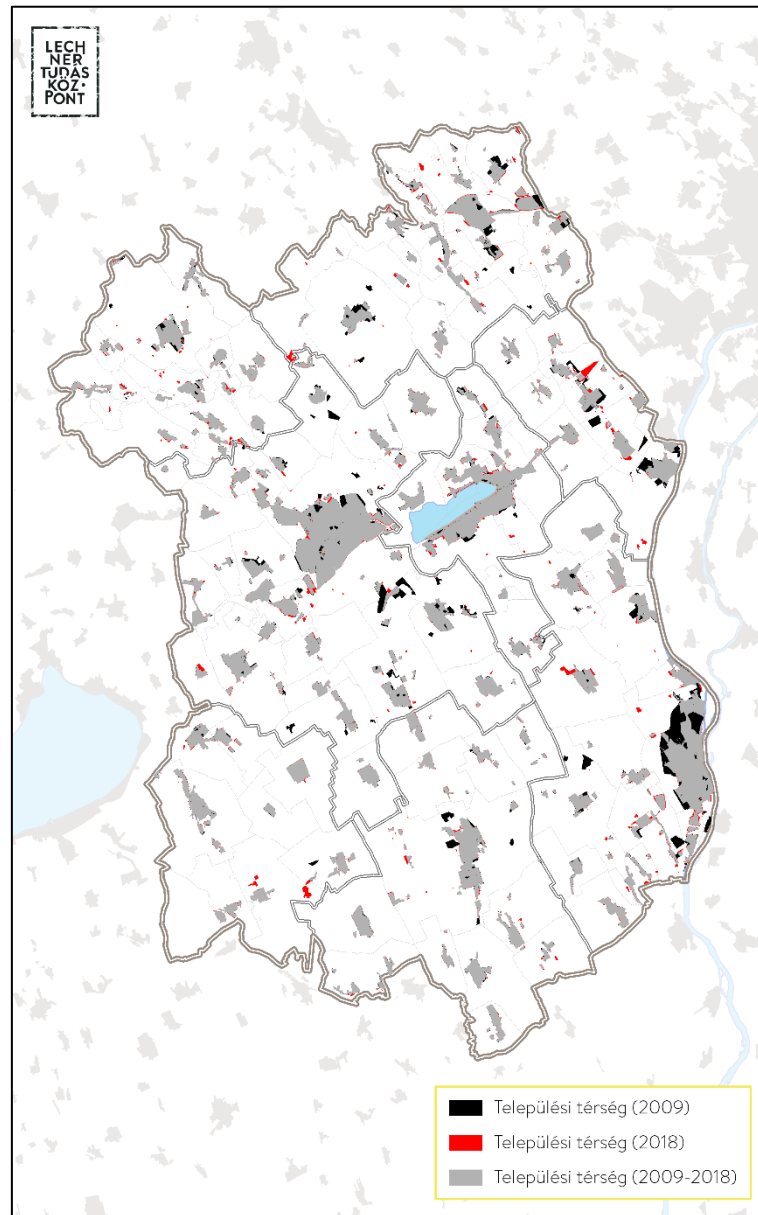 LECH
NER
TUDÁS
KÖZ·
PONT
Települési térség (2009)
Települési térség (2018)
Települési térség (2009-2018)